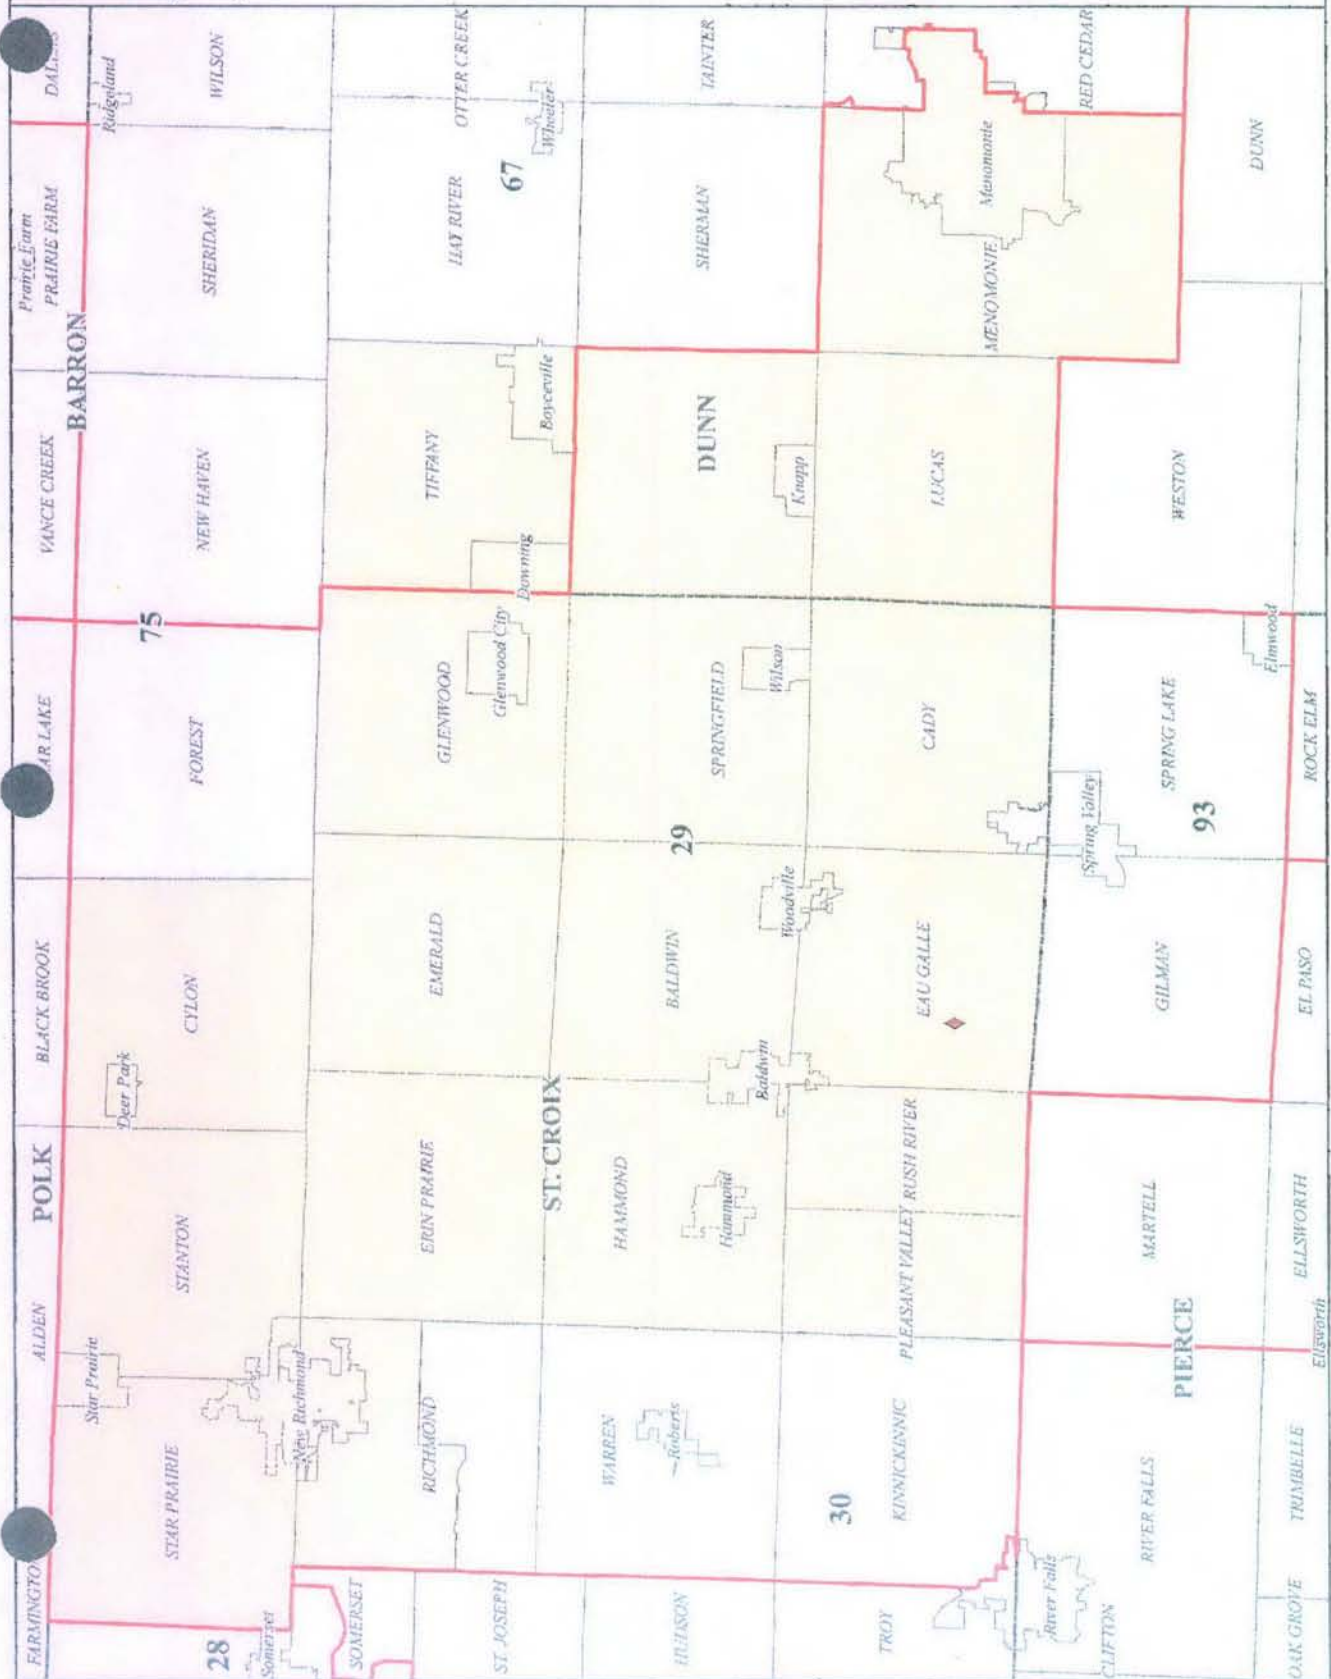 FARMINGTO
ALDEN
POLK
BLACK BROOK
AR LAKE
VANCE CREEK
Prairie Farm
PRAIRIE FARM
BARRON
Star Prairie
Deer Park
Ridgeland
75
STAR PRAIRIE
STANTON
CYLON
FOREST
NEW HAVEN
SHERIDAN
WILSON
28
Somerset
New Richmond
SOMERSET
RICHMOND
ERIN PRAIRIE
EMERALD
GLENWOOD
TIFFANY
HAY RIVER
OTTER CREEK
Glenwood City
Downing
Boyceville
67
Wheeler
ST. CROIX
ST. JOSEPH
WARREN
HAMMOND
BALDWIN
29
SPRINGFIELD
DUNN
SHERMAN
TAINTER
HUDSON
Roberts
Hammond
Baldwin
Woodville
Wilson
Knapp
30
TROY
KINNICKINNIC
PLEASANT VALLEY
RUSH RIVER
EAU GALLE
CADY
LUCAS
MENOMONIE
Menomonie
River Falls
Spring Valley
RED CEDAR
CLIFTON
RIVER FALLS
MARTELL
GILMAN
SPRING LAKE
WESTON
PIERCE
93
Elmwood
DUNN
OAK GROVE
TRIMBELLE
Ellsworth
ELLSWORTH
EL PASO
ROCK ELM